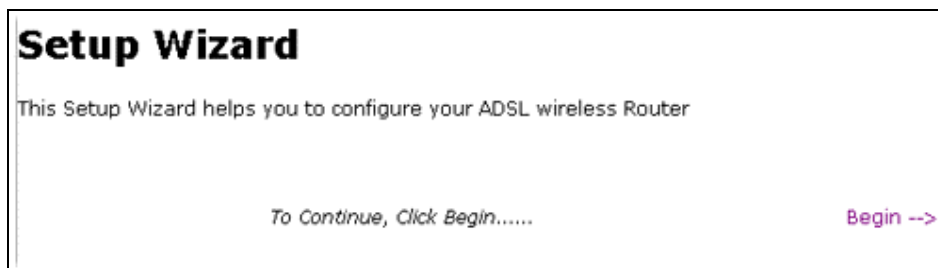 Setup Wizard
This Setup Wizard helps you to configure your ADSL wireless Router
To Continue, Click Begin...... Begin -->